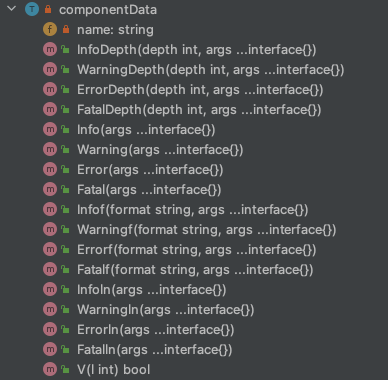 T componentData
f name: string
m InfoDepth(depth int, args ...interface{})
m WarningDepth(depth int, args ...interface{})
m ErrorDepth(depth int, args ...interface{})
m FatalDepth(depth int, args ...interface{})
m Info(args ...interface{})
m Warning(args ...interface{})
m Error(args ...interface{})
m Fatal(args ...interface{})
m Infof(format string, args ...interface{})
m Warningf(format string, args ...interface{})
m Errorf(format string, args ...interface{})
m Fatalf(format string, args ...interface{})
m Infoln(args ...interface{})
m Warningln(args ...interface{})
m Errorln(args ...interface{})
m Fatalln(args ...interface{})
m V(l int) bool